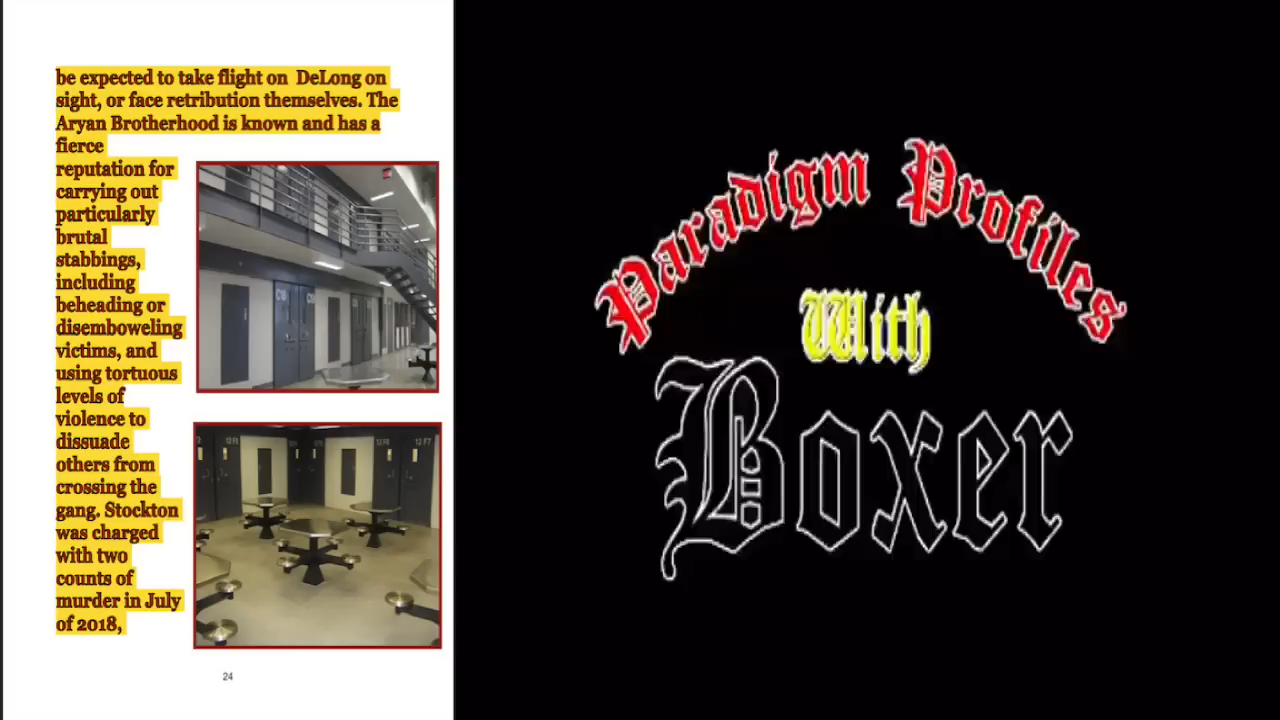 be expected to take flight on  DeLong on
sight, or face retribution themselves. The
Aryan Brotherhood is known and has a
fierce
reputation for
carrying out
particularly
brutal
stabbings,
including
beheading or
disemboweling
victims, and
using tortuous
levels of
violence to
dissuade
others from
crossing the
gang. Stockton
was charged
with two
counts of
murder in July
of 2018,
12 F7
24
Paradigm Profiles
With
Boxer